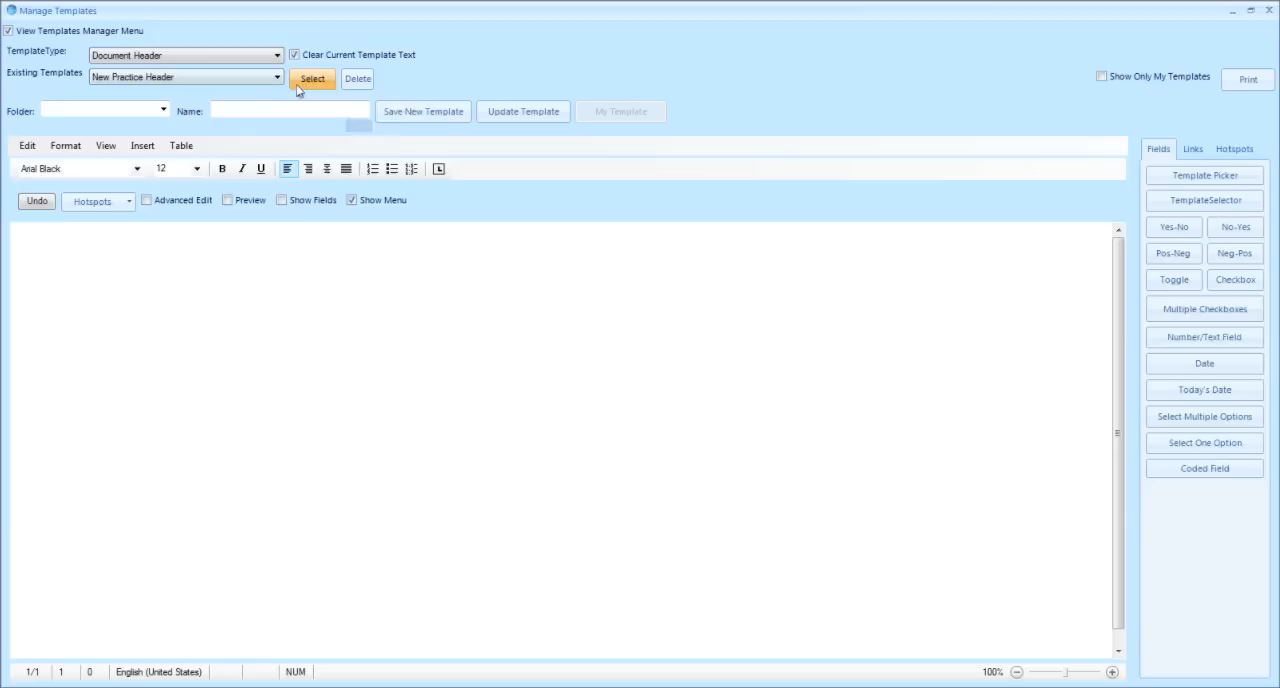 Manage Templates
View Templates Manager Menu
TemplateType: Document Header Clear Current Template Text
Existing Templates New Practice Header Select Delete Show Only My Templates Print
Folder: Name: Save New Template Update Template My Template
Edit Format View Insert Table
Fields Links Hotspots
Arial Black 12 B I U
Template Picker
Undo Hotspots Advanced Edit Preview Show Fields Show Menu
TemplateSelector
Yes-No No-Yes
Pos-Neg Neg-Pos
Toggle Checkbox
Multiple Checkboxes
Number/Text Field
Date
Today's Date
Select Multiple Options
Select One Option
Coded Field
1/1 1 0 English (United States) NUM 100%